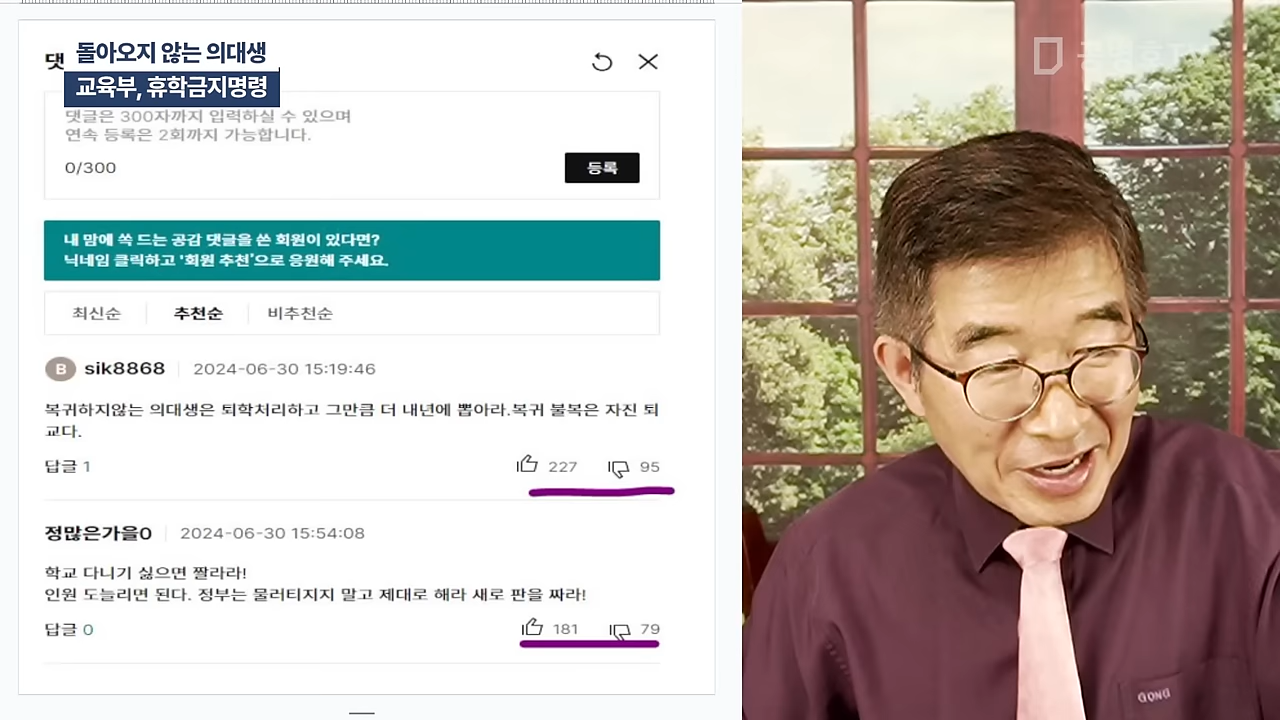 돌아오지 않는 의대생
교육부, 휴학금지명령
댓글은 300자까지 입력하실 수 있으며
연속 등록은 2회까지 가능합니다.
0/300
등록
내 맘에 쏙 드는 공감 댓글을 쓴 회원이 있다면?
닉네임 클릭하고 '회원 추천'으로 응원해 주세요.
최신순 추천순 비추천순
B sik8868 2024-06-30 15:19:46
복귀하지않는 의대생은 퇴학처리하고 그만큼 더 내년에 뽑아라.복귀 불복은 자진 퇴
교다.
답글 1 227 95
정많은가을0 2024-06-30 15:54:08
학교 다니기 싫으면 짤라라!
인원 도늘리면 된다. 정부는 물러티지지 말고 제대로 해라 새로 판을 짜라!
답글 0 181 79
GONG